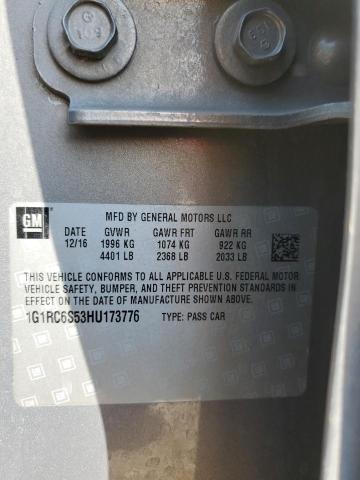 GM
MFD BY GENERAL MOTORS LLC
DATE GVWR GAWR FRT GAWR RR
12/16 1996 KG 1074 KG 922 KG
4401 LB 2368 LB 2033 LB
THIS VEHICLE CONFORMS TO ALL APPLICABLE U.S. FEDERAL MOTOR
VEHICLE SAFETY, BUMPER, AND THEFT PREVENTION STANDARDS IN
EFFECT ON THE DATE OF MANUFACTURE SHOWN ABOVE.
1G1RC6S53HU173776 TYPE: PASS CAR